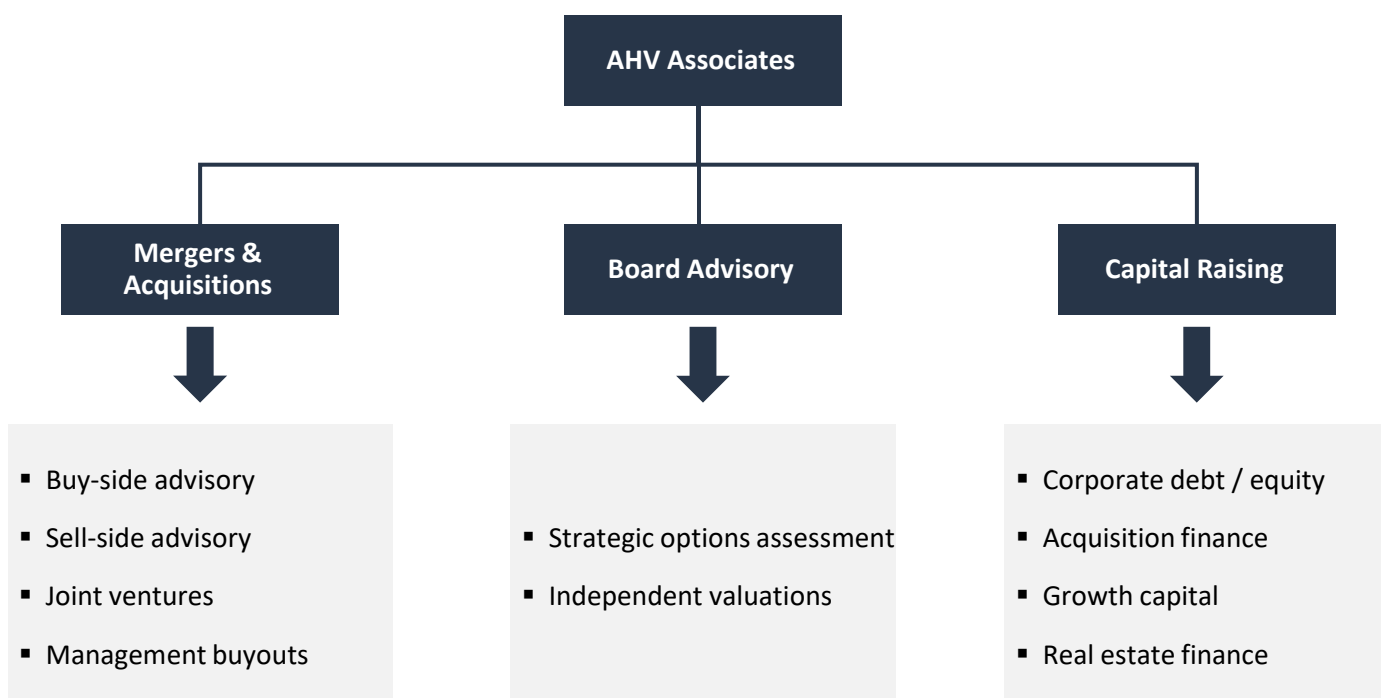 AHV Associates
Mergers &
Acquisitions
Board Advisory
Capital Raising
▪ Buy-side advisory
▪ Sell-side advisory
▪ Joint ventures
▪ Management buyouts
▪ Strategic options assessment
▪ Independent valuations
▪ Corporate debt / equity
▪ Acquisition finance
▪ Growth capital
▪ Real estate finance